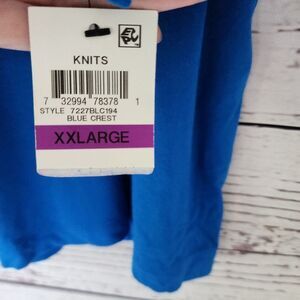 KNITS
7 32994 78378 1
STYLE 7227BLC194
BLUE CREST
XXLARGE